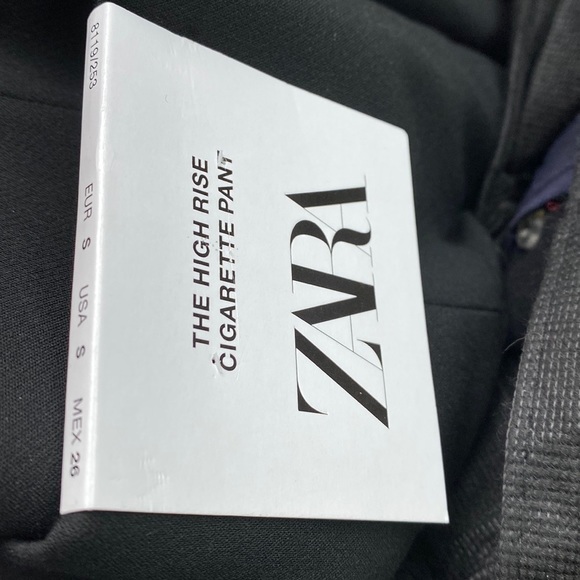 ZARA
THE HIGH RISE
CIGARETTE PANT
8119/253 EUR S USA S MEX 26